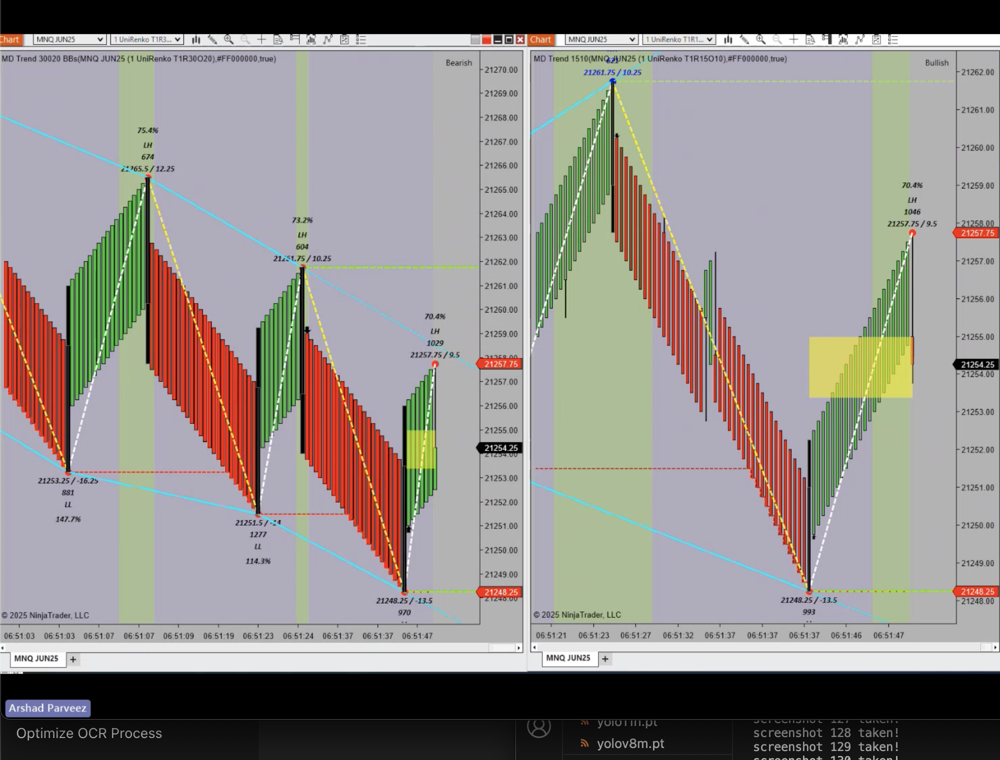 Chart
MNQ JUN25
1 UniRenko T1R3...
MD Trend 30020 BBs(MNQ JUN25 (1 UniRenko T1R30O20),#FF000000,true)
Bearish
75.4%
LH
674
21265.5 / 12.25
73.2%
LH
604
21261.75 / 10.25
70.4%
LH
1029
21257.75 / 9.5
21253.25 / -16.25
881
LL
147.7%
21251.5 / -14
1277
LL
114.3%
21248.25 / -13.5
970
21270.00
21269.00
21268.00
21267.00
21266.00
21265.00
21264.00
21263.00
21262.00
21261.00
21260.00
21259.00
21257.75
21257.00
21256.00
21255.00
21254.25
21253.00
21252.00
21251.00
21250.00
21249.00
21248.25
© 2025 NinjaTrader, LLC
06:51:03 06:51:03 06:51:07 06:51:07 06:51:09 06:51:19 06:51:23 06:51:24 06:51:37 06:51:37 06:51:47
MNQ JUN25 +
Chart
MNQ JUN25
1 UniRenko T1R1...
MD Trend 1510(MNQ JUN25 (1 UniRenko T1R15O10),#FF000000,true)
Bullish
21261.75 / 10.25
70.4%
LH
1046
21257.75 / 9.5
21248.25 / -13.5
993
21262.00
21261.00
21260.00
21259.00
21258.00
21257.75
21257.00
21256.00
21255.00
21254.25
21254.00
21253.00
21252.00
21251.00
21250.00
21249.00
21248.25
21248.00
© 2025 NinjaTrader, LLC
06:51:21 06:51:23 06:51:27 06:51:32 06:51:37 06:51:37 06:51:37 06:51:46 06:51:47
MNQ JUN25 +
Arshad Parveez
Optimize OCR Process
yolo11n.pt
yolov8m.pt
screenshot 127 taken!
screenshot 128 taken!
screenshot 129 taken!
screenshot 130 taken!